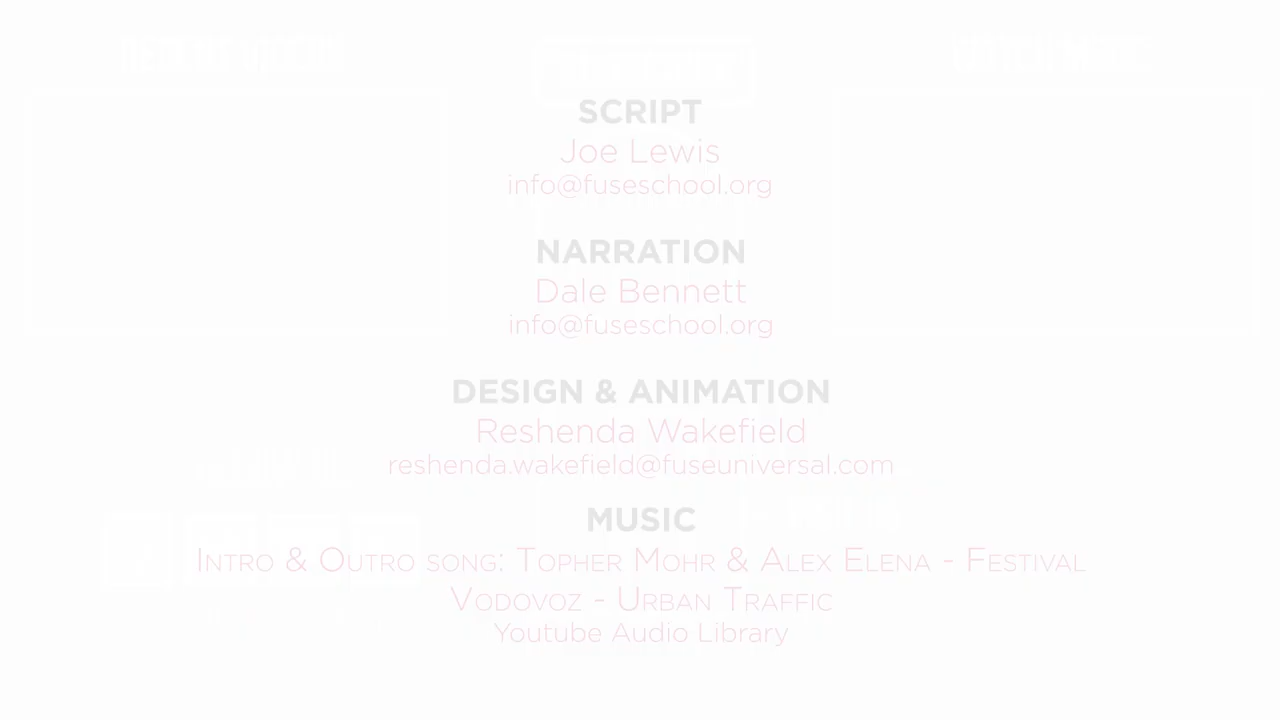 SCRIPT
Joe Lewis
info@fuseschool.org
NARRATION
Dale Bennett
info@fuseschool.org
DESIGN & ANIMATION
Reshenda Wakefield
reshenda.wakefield@fuseuniversal.com
MUSIC
INTRO & OUTRO SONG: TOPHER MOHR & ALEX ELENA - FESTIVAL
VODOVOZ - URBAN TRAFFIC
Youtube Audio Library